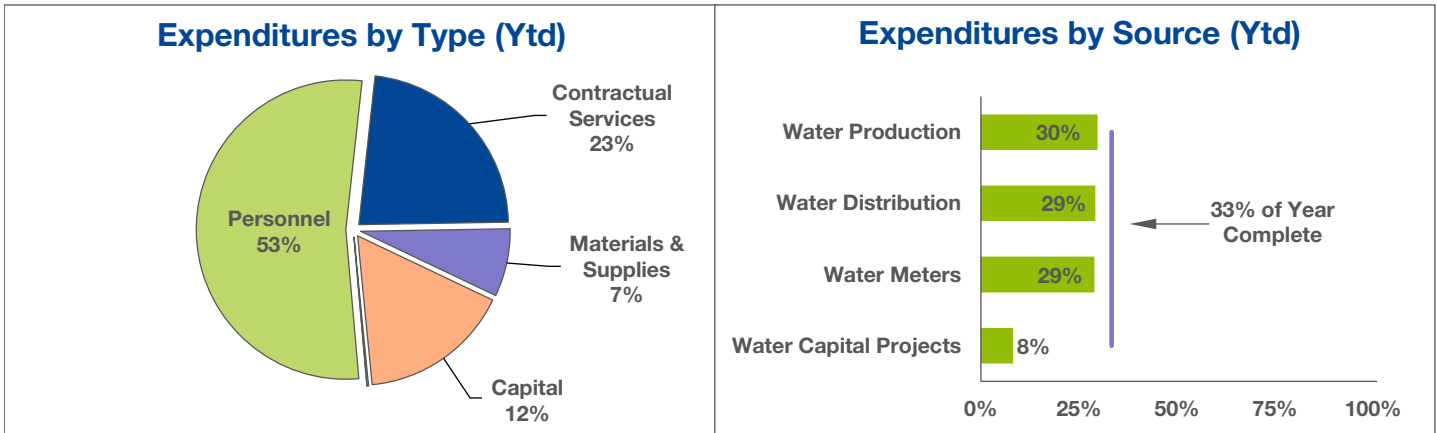 Expenditures by Type (Ytd)
Contractual
Services
23%
Personnel
53%
Materials &
Supplies
7%
Capital
12%
Expenditures by Source (Ytd)
Water Production
30%
Water Distribution
29%
33% of Year
Complete
Water Meters
29%
Water Capital Projects
8%
0% 25% 50% 75% 100%